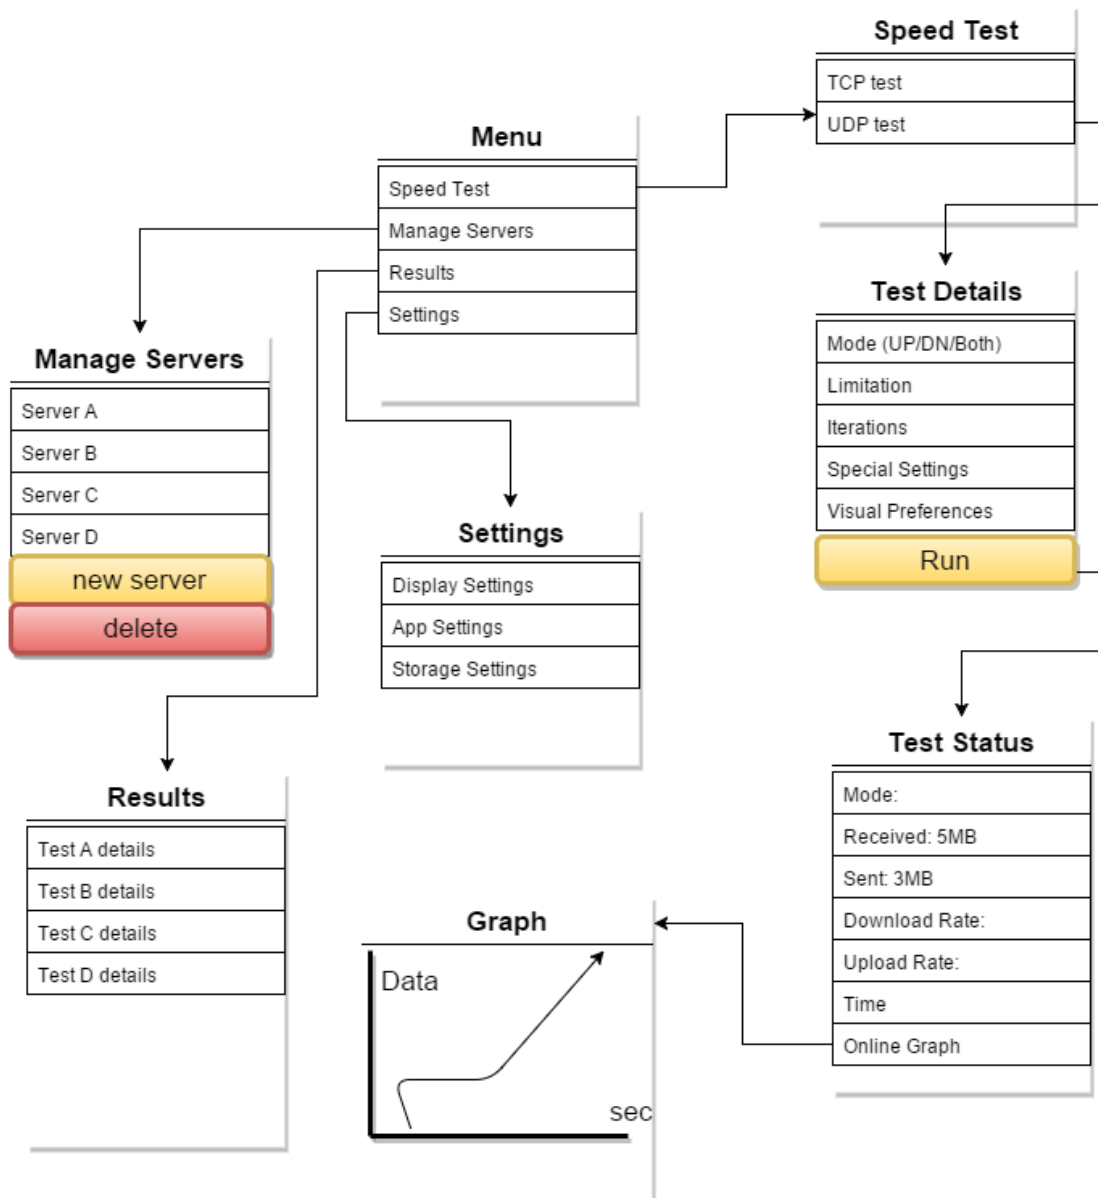 Speed Test
TCP test
UDP test
Menu
Speed Test
Manage Servers
Results
Settings
Test Details
Mode (UP/DN/Both)
Limitation
Iterations
Special Settings
Visual Preferences
Run
Manage Servers
Server A
Server B
Server C
Server D
new server
delete
Settings
Display Settings
App Settings
Storage Settings
Test Status
Mode:
Received: 5MB
Sent: 3MB
Download Rate:
Upload Rate:
Time
Online Graph
Results
Test A details
Test B details
Test C details
Test D details
Graph
Data
sec